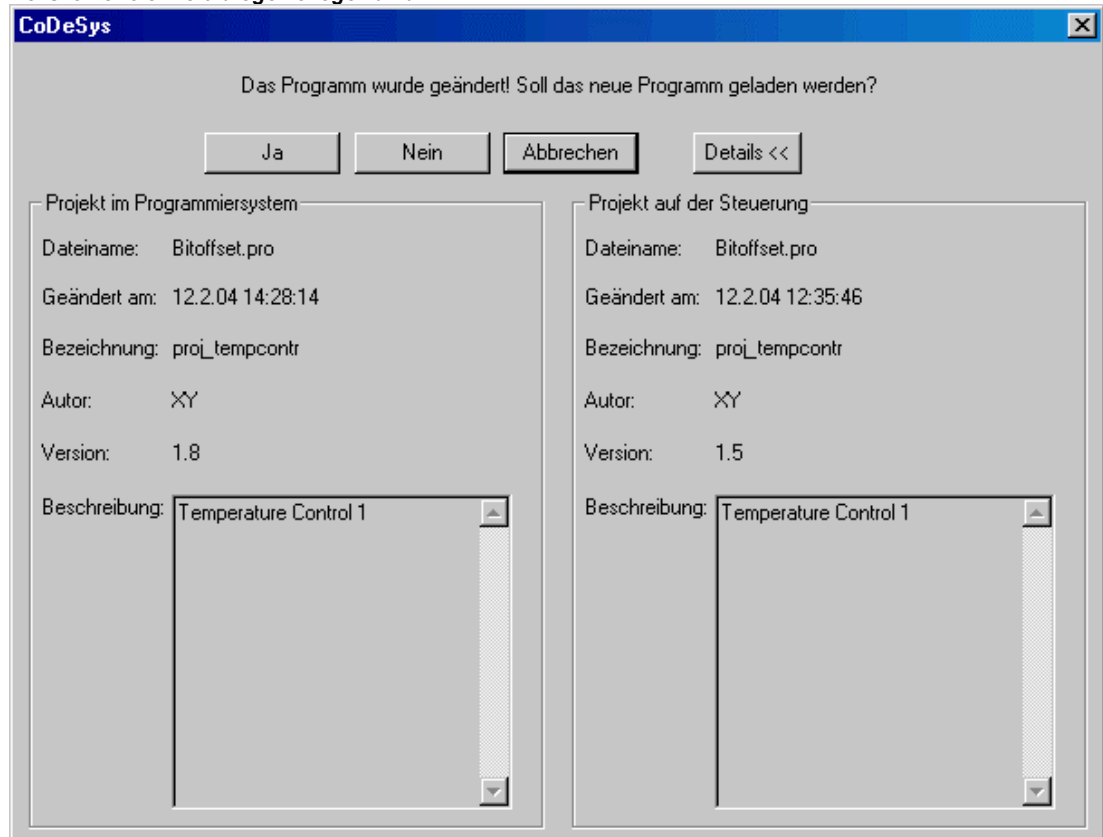 CoDeSys
Das Programm wurde geändert! Soll das neue Programm geladen werden?
Ja
Nein
Abbrechen
Details <<
Projekt im Programmiersystem
Dateiname: Bitoffset.pro
Geändert am: 12.2.04 14:28:14
Bezeichnung: proj_tempcontr
Autor: XY
Version: 1.8
Beschreibung: Temperature Control 1
Projekt auf der Steuerung
Dateiname: Bitoffset.pro
Geändert am: 12.2.04 12:35:46
Bezeichnung: proj_tempcontr
Autor: XY
Version: 1.5
Beschreibung: Temperature Control 1